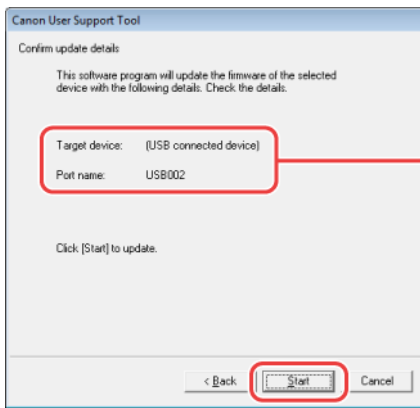 Canon User Support Tool
Confirm update details
This software program will update the firmware of the selected
device with the following details. Check the details.
Target device: (USB connected device)
Port name: USB002
Click [Start] to update.
< Back Start Cancel